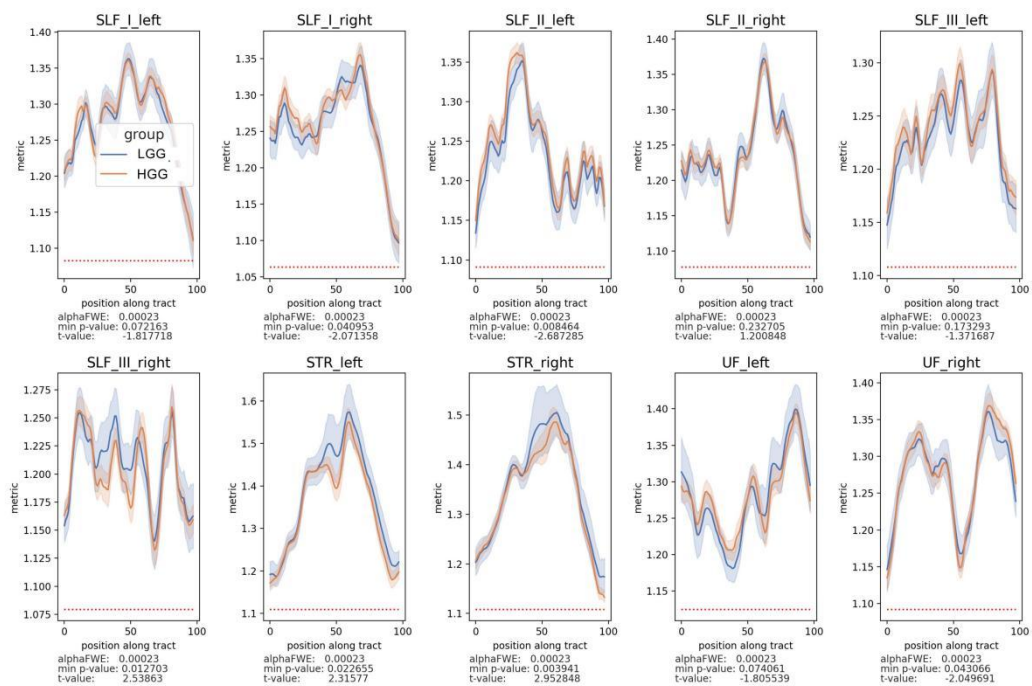 SLF_I_left
SLF_I_right
SLF_II_left
SLF_II_right
SLF_III_left
metric
1.40
1.35
1.30
1.25
1.20
1.15
1.10
group
LGG
HGG
0 50 100
position along tract
alphaFWE: 0.00023
min p-value: 0.072163
t-value: -1.817718
metric
1.35
1.30
1.25
1.20
1.15
1.10
1.05
0 50 100
position along tract
alphaFWE: 0.00023
min p-value: 0.040953
t-value: -2.071358
metric
1.35
1.30
1.25
1.20
1.15
1.10
0 50 100
position along tract
alphaFWE: 0.00023
min p-value: 0.008464
t-value: -2.687285
metric
1.40
1.35
1.30
1.25
1.20
1.15
1.10
0 50 100
position along tract
alphaFWE: 0.00023
min p-value: 0.232705
t-value: 1.200848
metric
1.30
1.25
1.20
1.15
1.10
0 50 100
position along tract
alphaFWE: 0.00023
min p-value: 0.173293
t-value: -1.371687
SLF_III_right
STR_left
STR_right
UF_left
UF_right
metric
1.275
1.250
1.225
1.200
1.175
1.150
1.125
1.100
1.075
0 50 100
position along tract
alphaFWE: 0.00023
min p-value: 0.012703
t-value: 2.53863
metric
1.6
1.5
1.4
1.3
1.2
1.1
0 50 100
position along tract
alphaFWE: 0.00023
min p-value: 0.022655
t-value: 2.31577
metric
1.5
1.4
1.3
1.2
1.1
0 50 100
position along tract
alphaFWE: 0.00023
min p-value: 0.003941
t-value: 2.952848
metric
1.40
1.35
1.30
1.25
1.20
1.15
0 50 100
position along tract
alphaFWE: 0.00023
min p-value: 0.074061
t-value: -1.805539
metric
1.40
1.35
1.30
1.25
1.20
1.15
1.10
0 50 100
position along tract
alphaFWE: 0.00023
min p-value: 0.043066
t-value: -2.049691